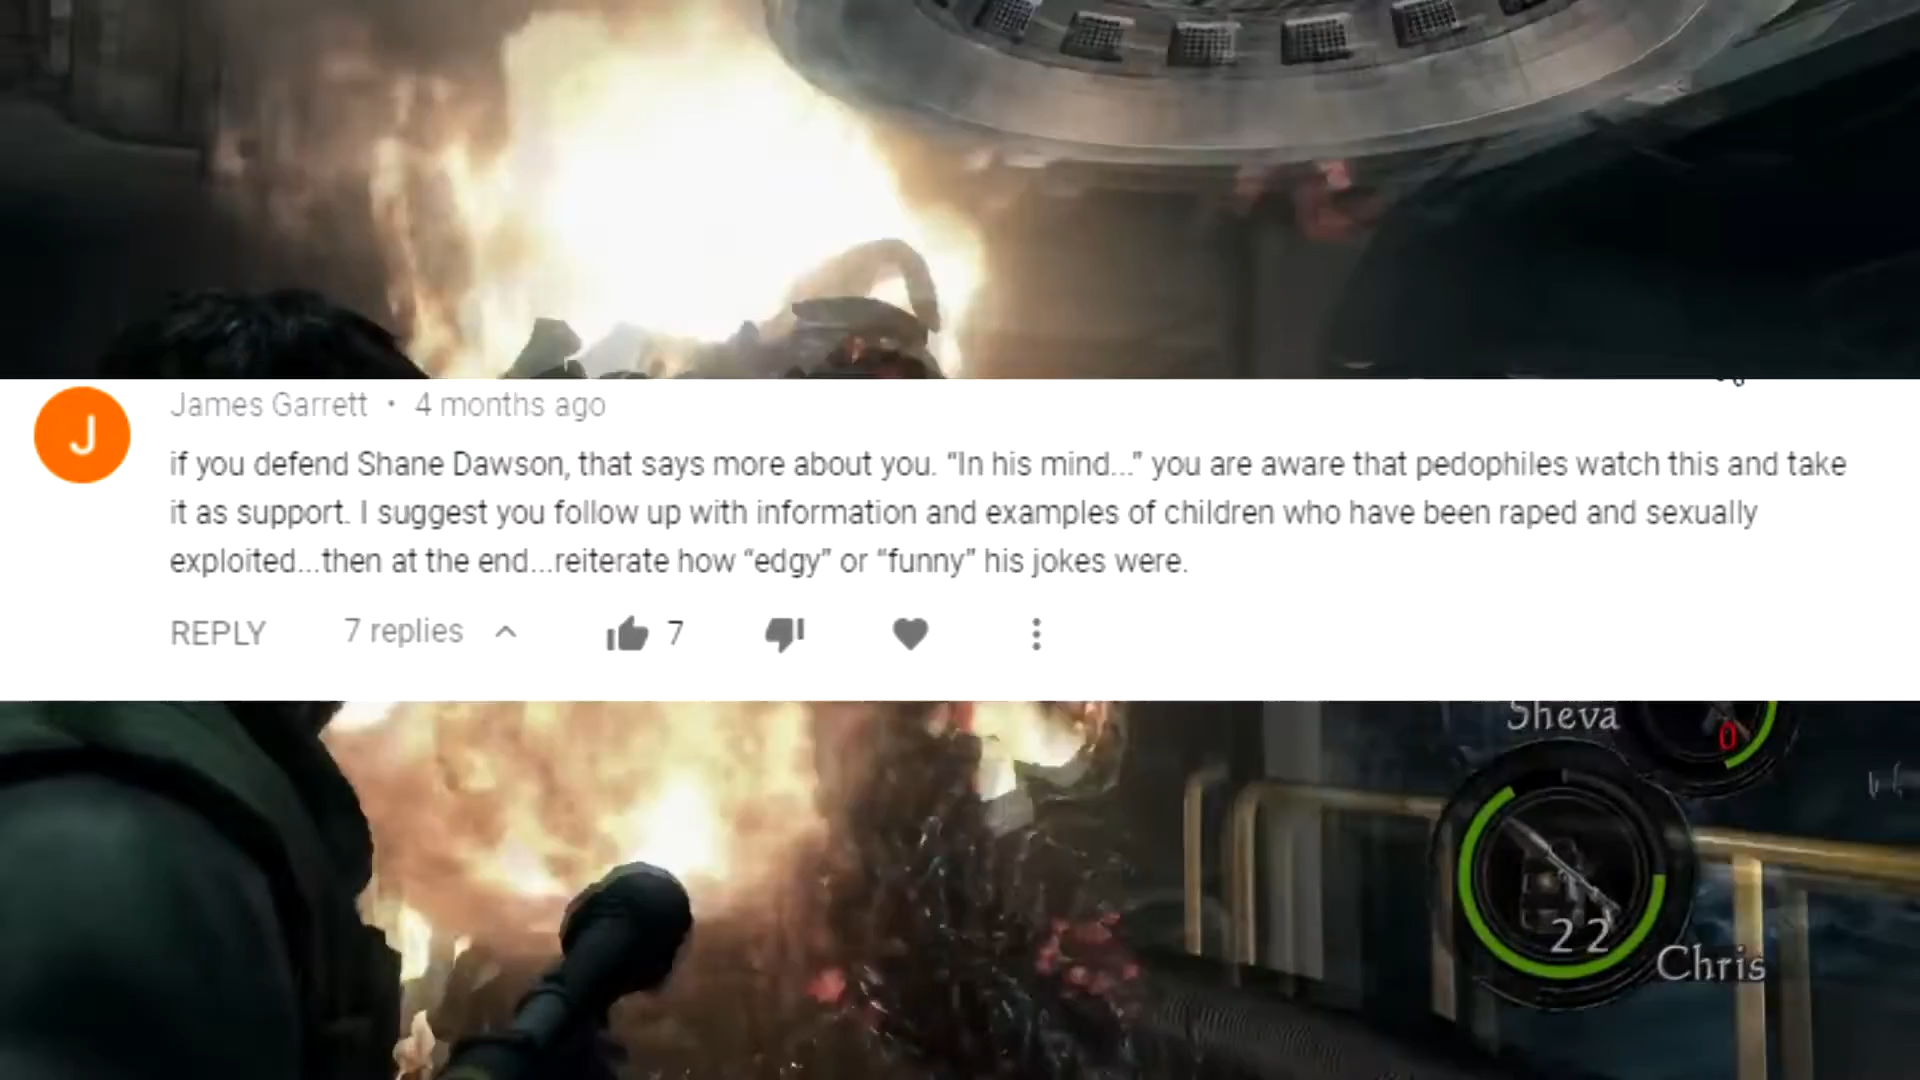 J
James Garrett • 4 months ago
if you defend Shane Dawson, that says more about you. “In his mind...” you are aware that pedophiles watch this and take
it as support. I suggest you follow up with information and examples of children who have been raped and sexually
exploited...then at the end...reiterate how “edgy” or “funny” his jokes were.
REPLY 7 replies 7
Sheva
0
22
Chris